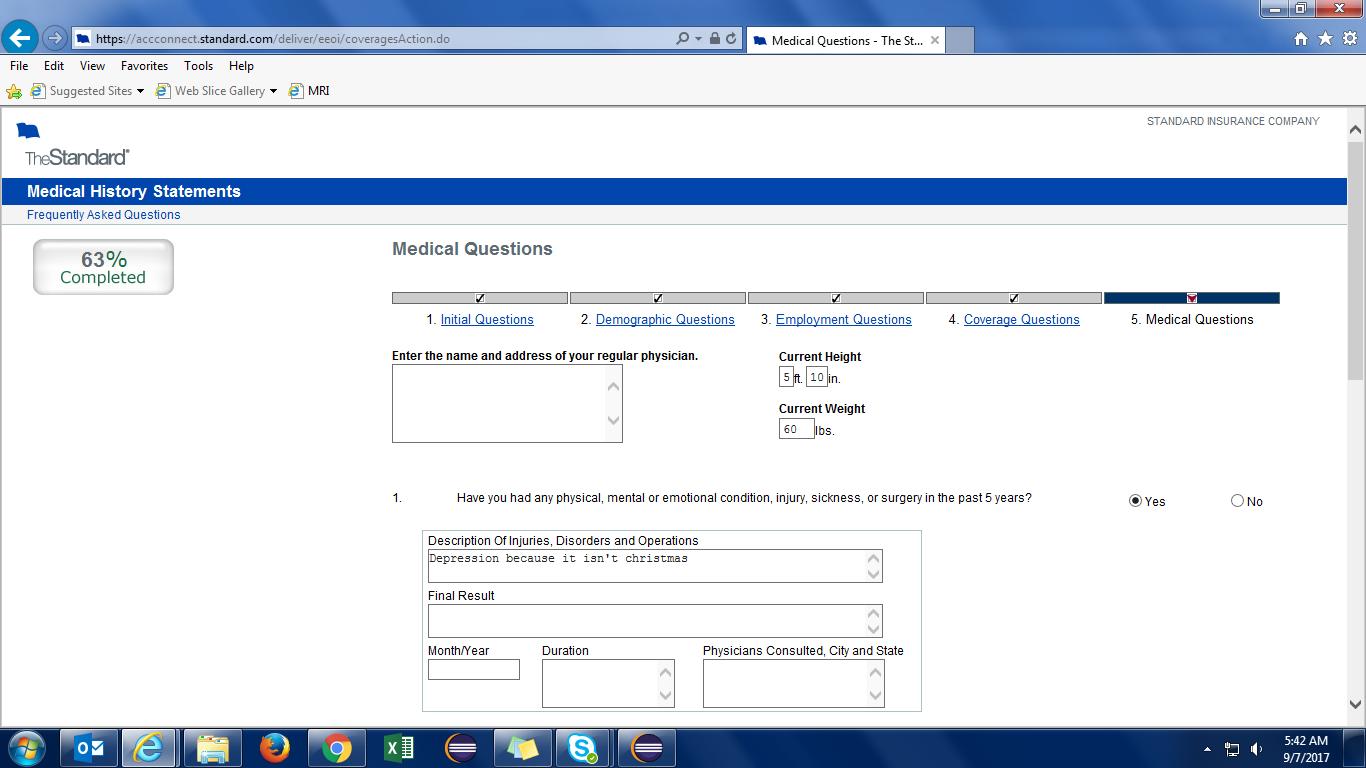 https://accconnect.standard.com/deliver/eeoi/coveragesAction.do
Medical Questions - The St...
File Edit View Favorites Tools Help
Suggested Sites Web Slice Gallery MRI
STANDARD INSURANCE COMPANY
TheStandard®
Medical History Statements
Frequently Asked Questions
63%
Completed
Medical Questions
1. Initial Questions 2. Demographic Questions 3. Employment Questions 4. Coverage Questions 5. Medical Questions
Enter the name and address of your regular physician.
Current Height
5 ft. 10 in.
Current Weight
60 lbs.
1. Have you had any physical, mental or emotional condition, injury, sickness, or surgery in the past 5 years? Yes No
Description Of Injuries, Disorders and Operations
Depression because it isn't christmas
Final Result
Month/Year Duration Physicians Consulted, City and State
5:42 AM
9/7/2017